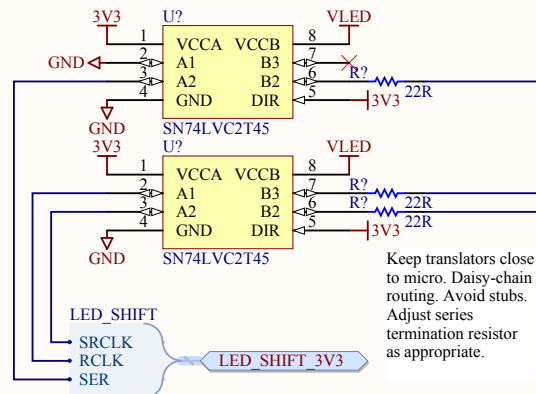 3V3 U? VLED
1 VCCA VCCB 8
GND 2 A1 B3 7
3 A2 B2 6 R? 22R
4 GND DIR 5 3V3
GND
SN74LVC2T45
3V3 U? VLED
1 VCCA VCCB 8
2 A1 B3 7 R?
3 A2 B2 6 R? 22R
4 GND DIR 5 22R
3V3
GND
SN74LVC2T45
Keep translators close
to micro. Daisy-chain
routing. Avoid stubs.
Adjust series
termination resistor
as appropriate.
LED_SHIFT
SRCLK
RCLK
SER
LED_SHIFT_3V3